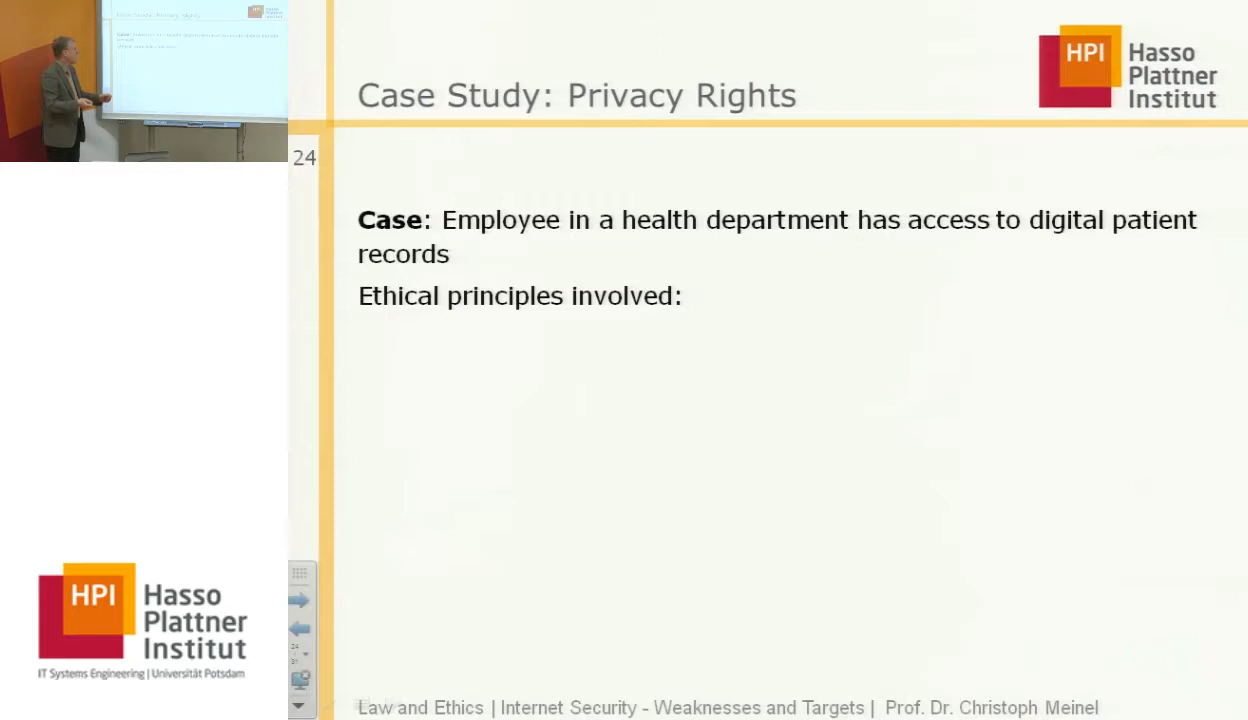 Case Study: Privacy Rights
HPI Hasso
Plattner
Institut
24
Case: Employee in a health department has access to digital patient
records
Ethical principles involved:
HPI Hasso
Plattner
Institut
IT Systems Engineering | Universität Potsdam
24
Law and Ethics | Internet Security - Weaknesses and Targets | Prof. Dr. Christoph Meinel